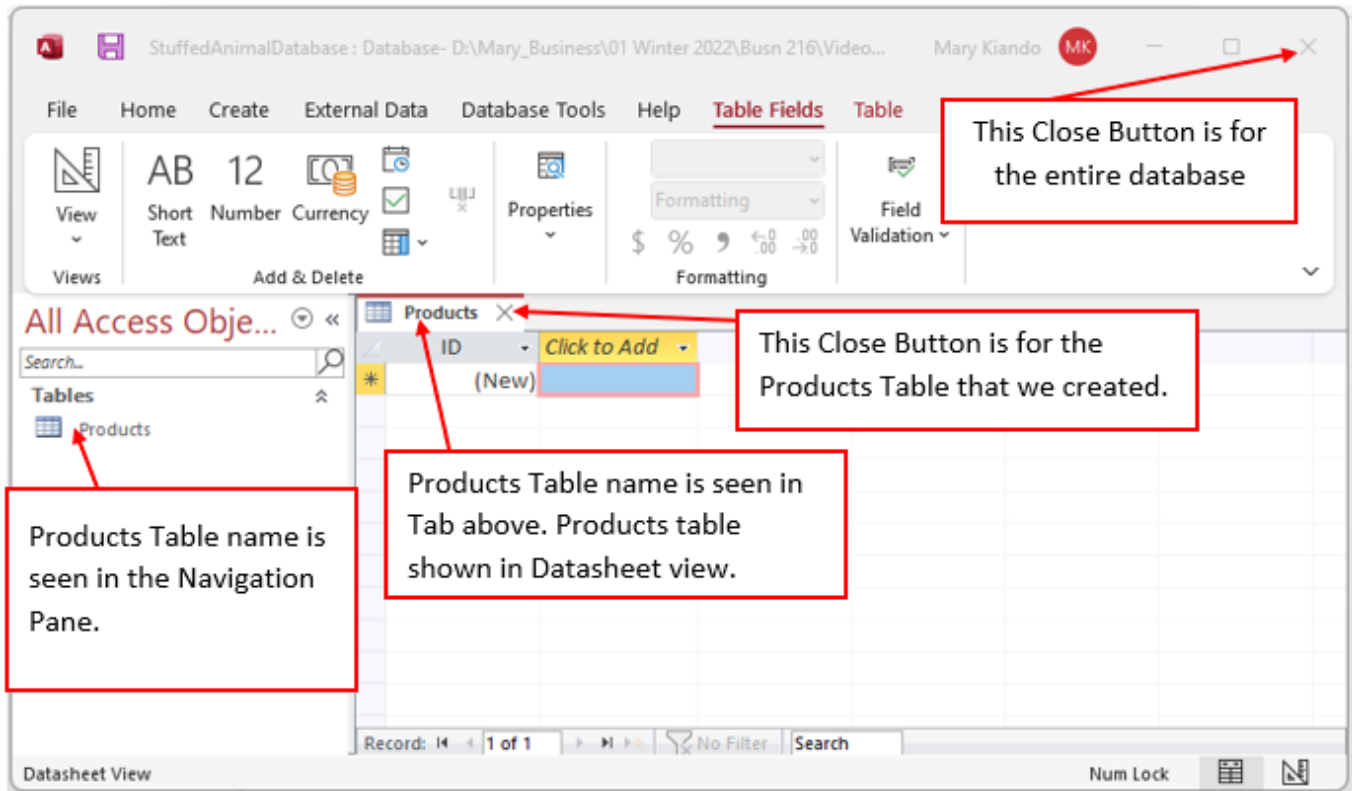 A StuffedAnimalDatabase : Database- D:\Mary_Business\01 Winter 2022\Busn 216\Video... Mary Kiando MK
File Home Create External Data Database Tools Help Table Fields Table
This Close Button is for
the entire database
AB 12
View Short Number Currency Properties Formatting Field
Text $ % 9 .00 .00 Validation
Views Add & Delete Formatting
All Access Obje... «
Products
ID Click to Add
This Close Button is for the
Products Table that we created.
Search...
* (New)
Tables
Products
Products Table name is seen in
Tab above. Products table
shown in Datasheet view.
Products Table name is
seen in the Navigation
Pane.
Record: 1 of 1 No Filter Search
Datasheet View Num Lock